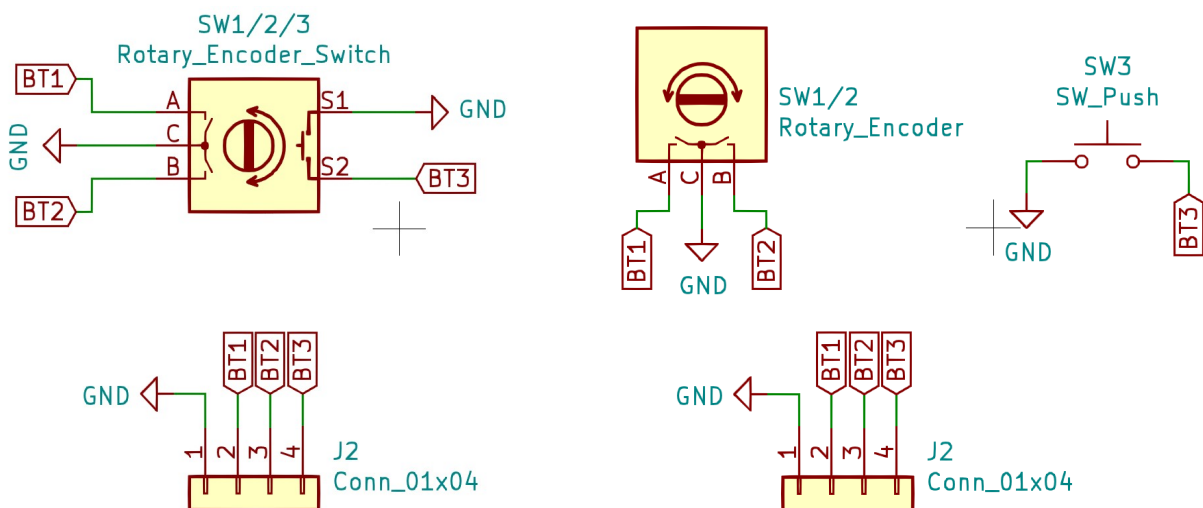 SW1/2/3
Rotary_Encoder_Switch
BT1
A
S1
GND
GND
C
B
S2
BT3
BT2
SW1/2
Rotary_Encoder
A
C
B
BT1
GND
BT2
SW3
SW_Push
GND
BT3
BT1
BT2
BT3
GND
1
2
3
4
J2
Conn_01x04
BT1
BT2
BT3
GND
1
2
3
4
J2
Conn_01x04